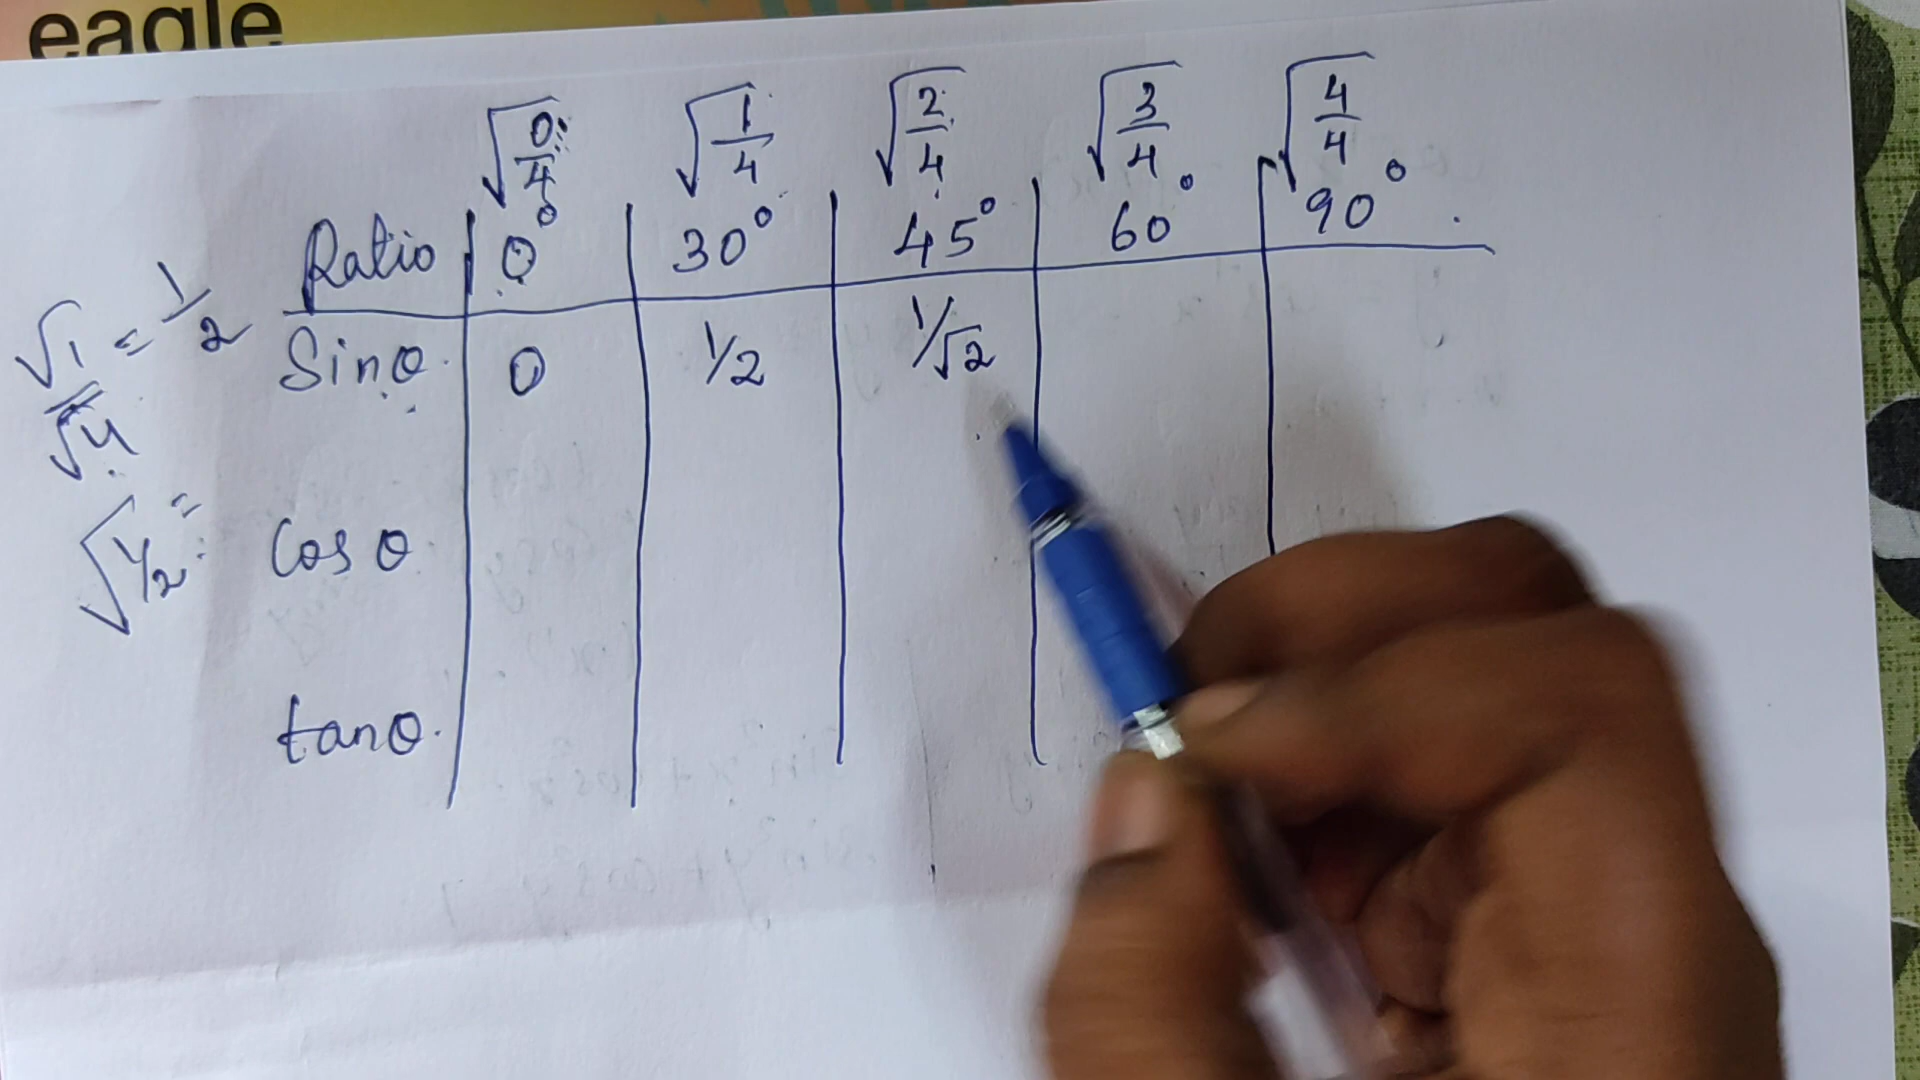 eagle
√0/4 √1/4 √2/4 √3/4 √4/4
Ratio 0° 30° 45° 60° 90°
√1/√4 = 1/2
Sinθ 0 1/2 1/√2
√1/2 =
Cosθ
tanθ